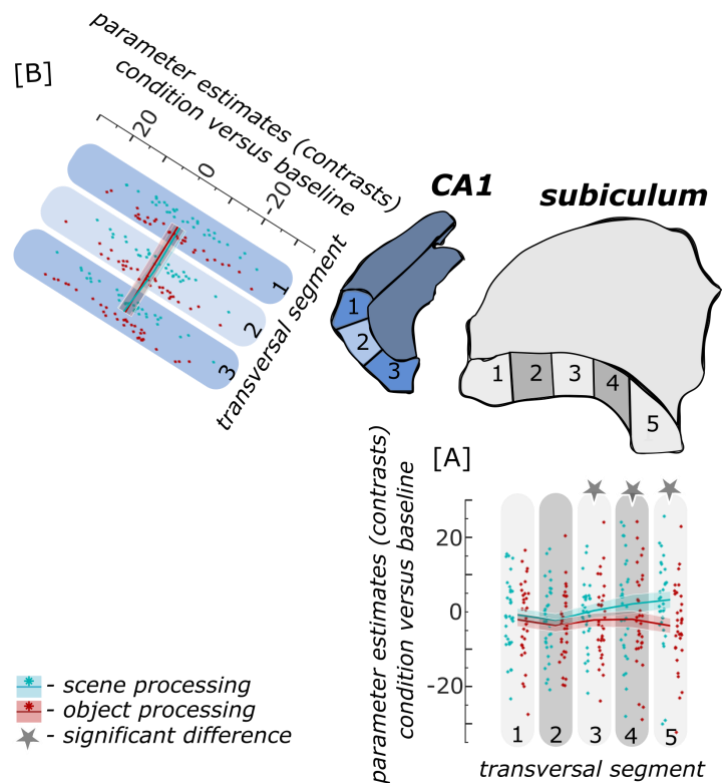 [B]
parameter estimates (contrasts)
condition versus baseline
20
0
-20
1
2
3
transversal segment
CA1
1
2
3
subiculum
1
2
3
4
5
[A]
parameter estimates (contrasts)
condition versus baseline
20
0
-20
1 2 3 4 5
transversal segment
- scene processing
- object processing
- significant difference